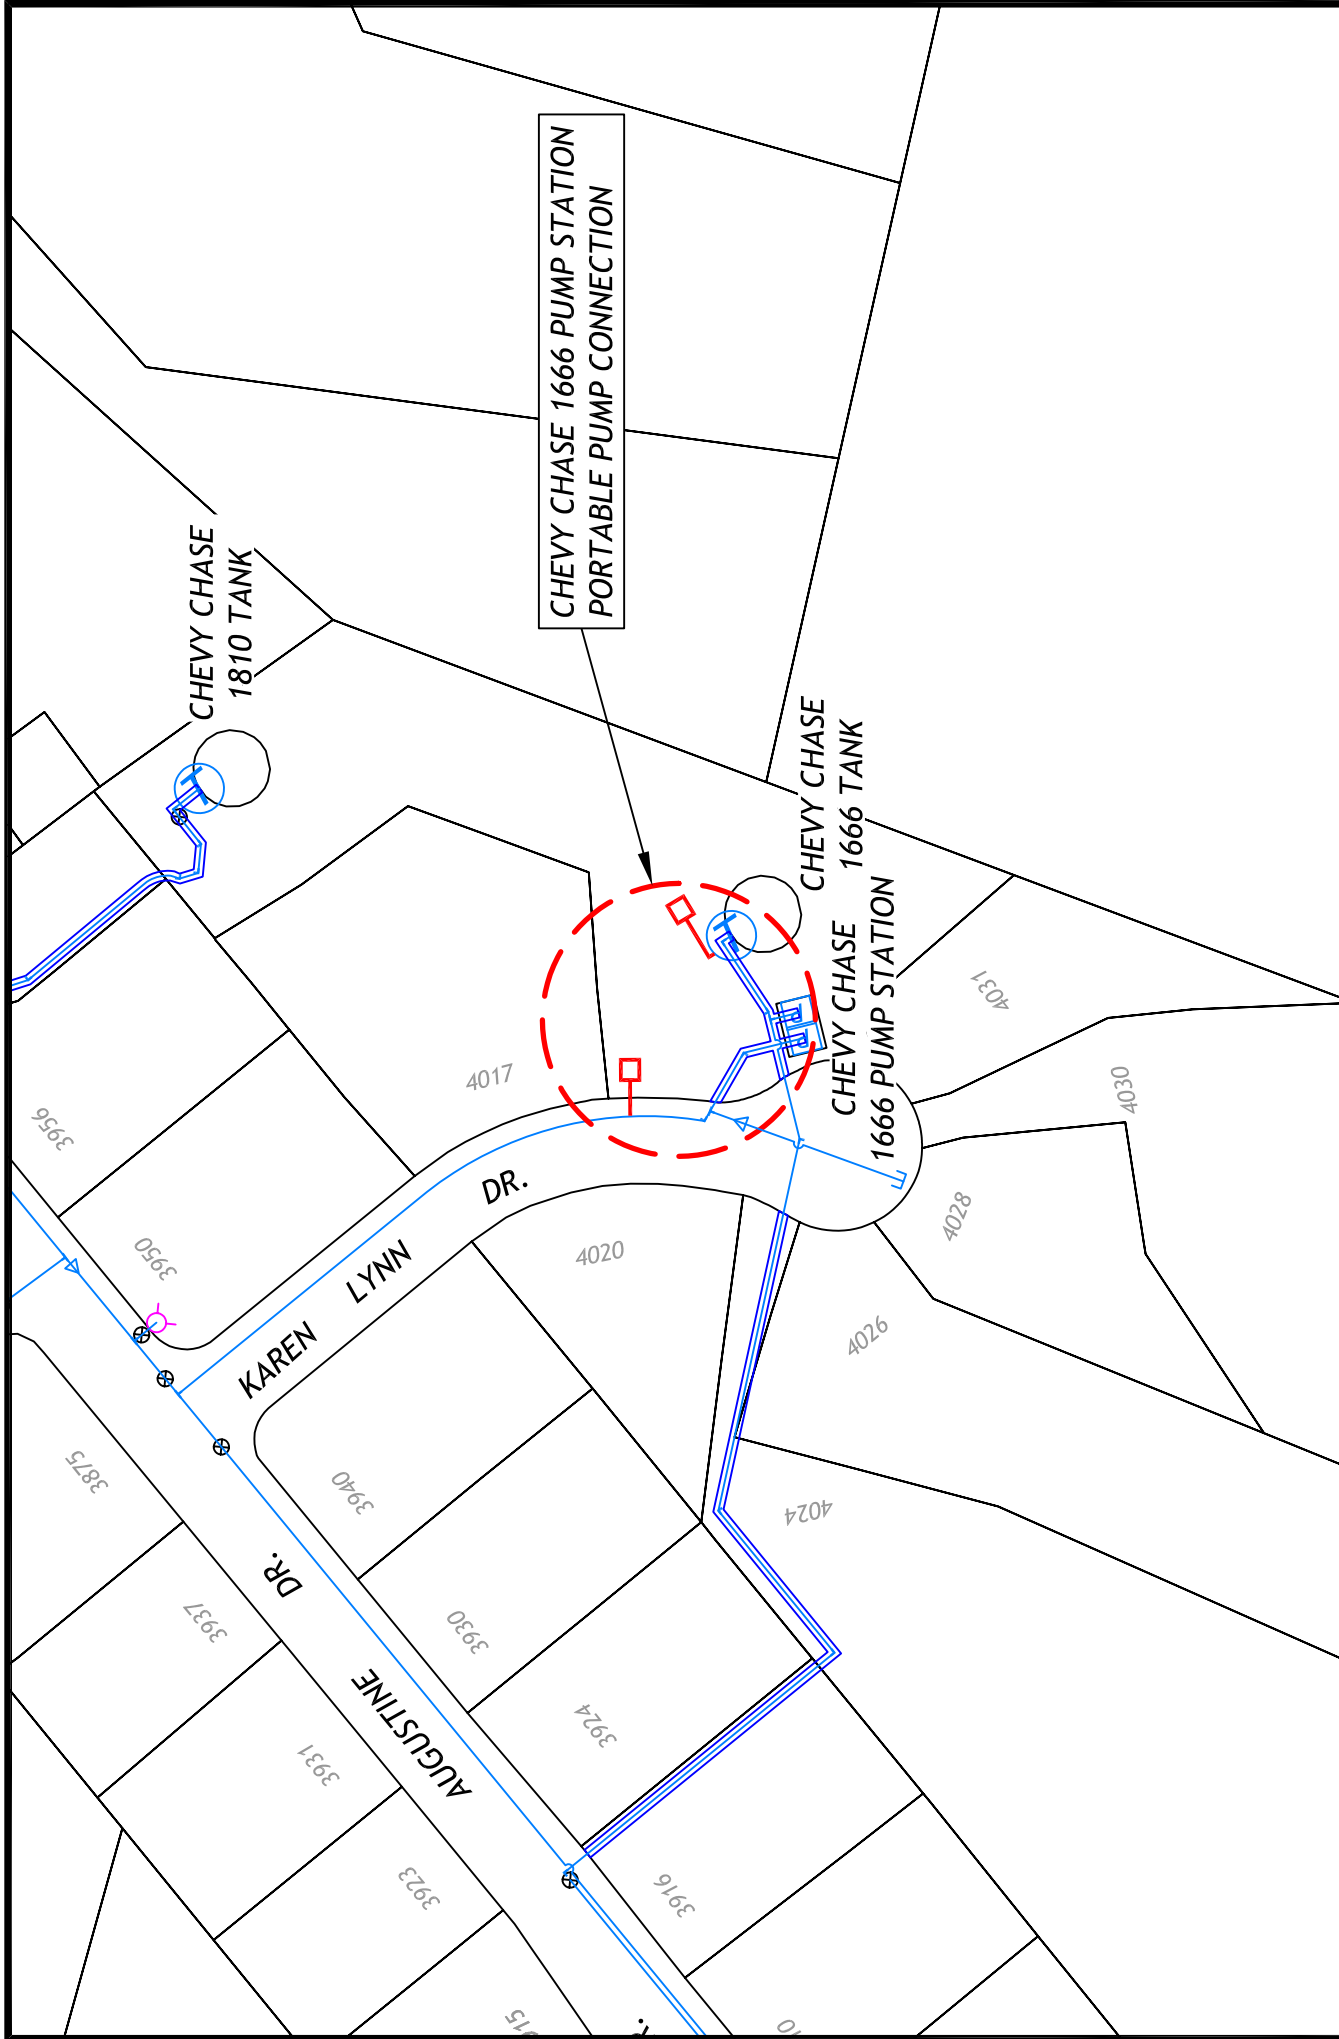 CHEVY CHASE 1666 PUMP STATION
PORTABLE PUMP CONNECTION
CHEVY CHASE
1810 TANK
CHEVY CHASE
1666 TANK
CHEVY CHASE
1666 PUMP STATION
4031
4030
4017
3956
3950
4028
4020
4026
KAREN LYNN DR.
3875
3940
4024
3937
3930
AUGUSTINE DR.
3931
3924
3923
3916